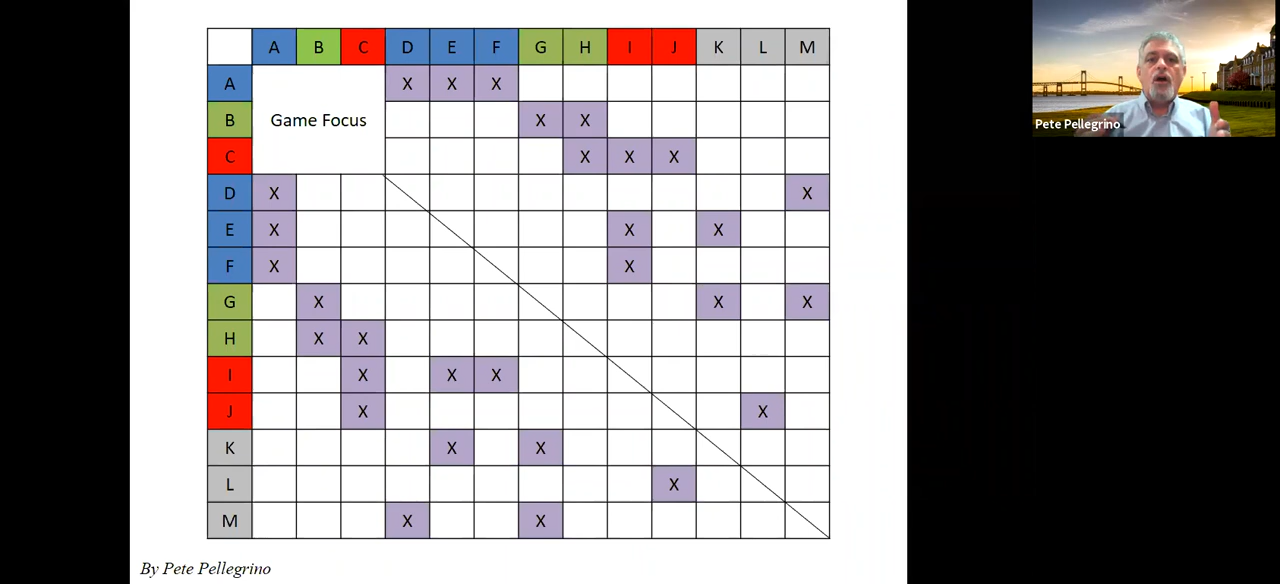 A B C D E F G H I J K L M
A X X X
B Game Focus X X
C X X X
D X X
E X X X
F X X
G X X X
H X X
I X X X
J X X
K X X
L X
M X X
By Pete Pellegrino
Pete Pellegrino